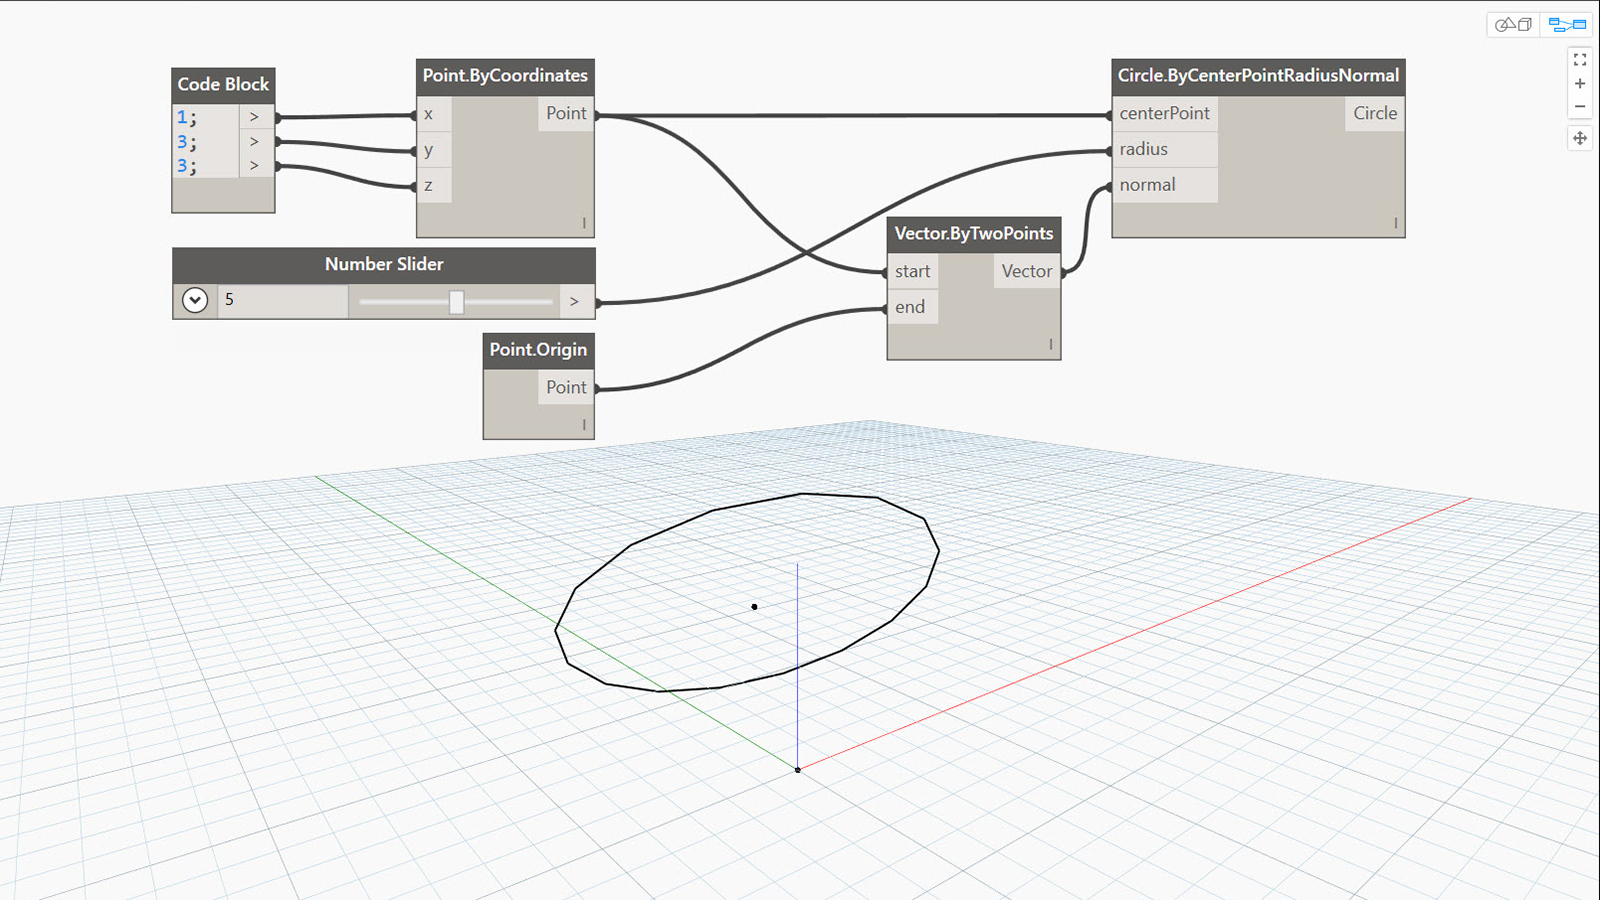 Code Block
1; >
3; >
3; >
Point.ByCoordinates
x Point
y
z
l
Number Slider
5 >
Point.Origin
Point
l
Vector.ByTwoPoints
start Vector
end
l
Circle.ByCenterPointRadiusNormal
centerPoint Circle
radius
normal
l